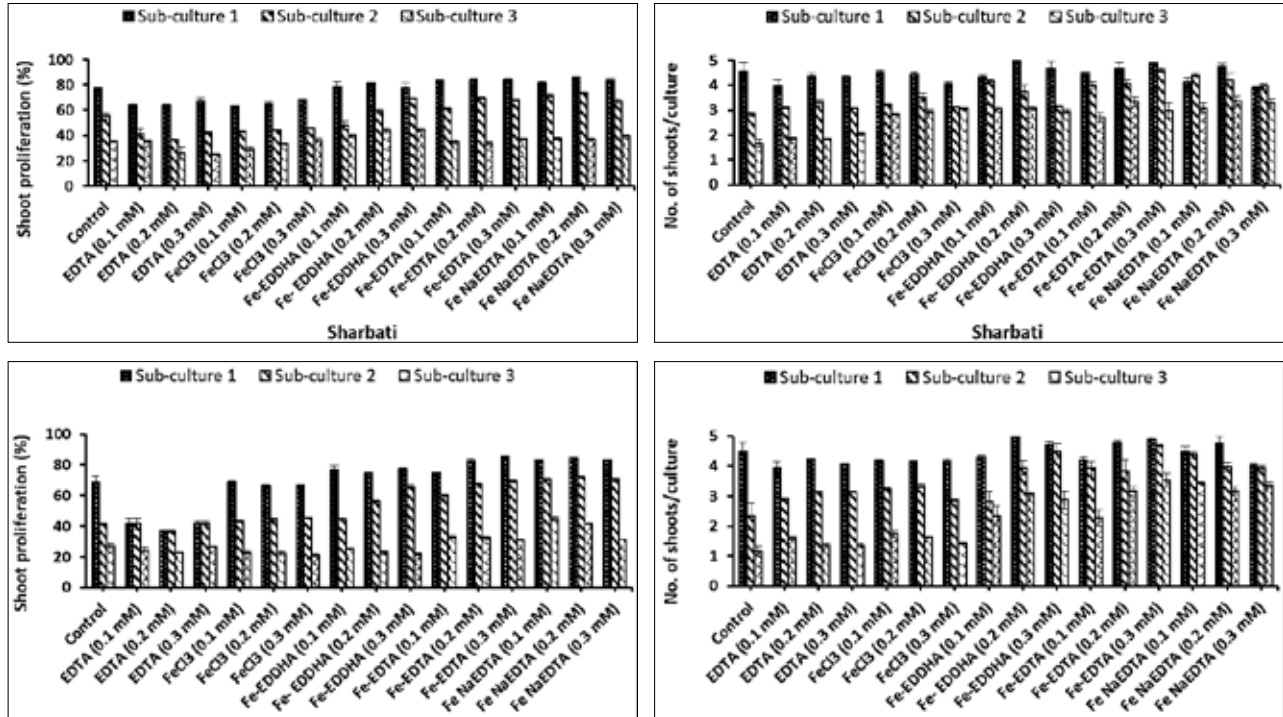 Sub-culture 1 Sub-culture 2 Sub-culture 3
Shoot proliferation (%)
100
80
60
40
20
0
Control
EDTA (0.1 mM)
EDTA (0.2 mM)
EDTA (0.3 mM)
FeCl3 (0.1 mM)
FeCl3 (0.2 mM)
FeCl3 (0.3 mM)
Fe-EDDHA (0.1 mM)
Fe- EDDHA (0.2 mM)
Fe-EDDHA (0.3 mM)
Fe-EDTA (0.1 mM)
Fe-EDTA (0.2 mM)
Fe-EDTA (0.3 mM)
Fe NaEDTA (0.1 mM)
Fe NaEDTA (0.2 mM)
Fe NaEDTA (0.3 mM)
Sharbati
Sub-culture 1 Sub-culture 2 Sub-culture 3
No. of shoots/culture
5
4
3
2
1
0
Control
EDTA (0.1 mM)
EDTA (0.2 mM)
EDTA (0.3 mM)
FeCl3 (0.1 mM)
FeCl3 (0.2 mM)
FeCl3 (0.3 mM)
Fe-EDDHA (0.1 mM)
Fe- EDDHA (0.2 mM)
Fe-EDDHA (0.3 mM)
Fe-EDTA (0.1 mM)
Fe-EDTA (0.2 mM)
Fe-EDTA (0.3 mM)
Fe NaEDTA (0.1 mM)
Fe NaEDTA (0.2 mM)
Fe NaEDTA (0.3 mM)
Sharbati
Sub-culture 1 Sub-culture 2 Sub-culture 3
Shoot proliferation (%)
100
80
60
40
20
0
Control
EDTA (0.1 mM)
EDTA (0.2 mM)
EDTA (0.3 mM)
FeCl3 (0.1 mM)
FeCl3 (0.2 mM)
FeCl3 (0.3 mM)
Fe-EDDHA (0.1 mM)
Fe- EDDHA (0.2 mM)
Fe-EDDHA (0.3 mM)
Fe-EDTA (0.1 mM)
Fe-EDTA (0.2 mM)
Fe-EDTA (0.3 mM)
Fe NaEDTA (0.1 mM)
Fe NaEDTA (0.2 mM)
Fe NaEDTA (0.3 mM)
Sub-culture 1 Sub-culture 2 Sub-culture 3
No. of shoots/culture
5
4
3
2
1
0
Control
EDTA (0.1 mM)
EDTA (0.2 mM)
EDTA (0.3 mM)
FeCl3 (0.1 mM)
FeCl3 (0.2 mM)
FeCl3 (0.3 mM)
Fe-EDDHA (0.1 mM)
Fe- EDDHA (0.2 mM)
Fe-EDDHA (0.3 mM)
Fe-EDTA (0.1 mM)
Fe-EDTA (0.2 mM)
Fe-EDTA (0.3 mM)
Fe NaEDTA (0.1 mM)
Fe NaEDTA (0.2 mM)
Fe NaEDTA (0.3 mM)